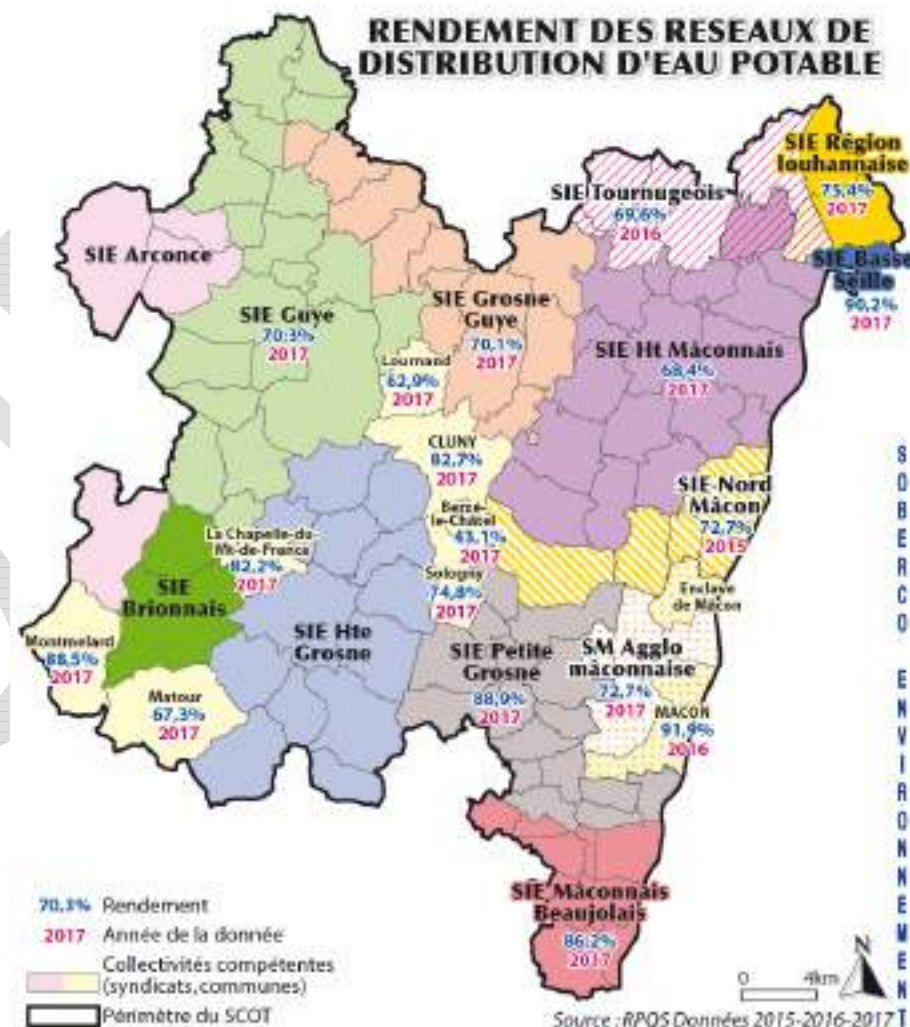 RENDEMENT DES RESEAUX DE
DISTRIBUTION D'EAU POTABLE
SIE Région
louhannaise
75,4%
2017
SIE Tournugeois
69,6%
2016
SIE Arconce
SIE Basse
Seille
90,2%
2017
SIE Guye
70,3%
2017
SIE Grosne
Guye
70,1%
2017
SIE Ht Mâconnais
68,4%
2017
Lournand
62,9%
2017
CLUNY
82,7%
2017
SIE Nord
Mâcon
72,7%
2015
Berzé-
le-Châtel
43,1%
2017
La Chapelle-du-
Mt-de-France
82,2%
2017
Sologny
74,8%
2017
Enclave
de Mâcon
SIE
Brionnais
SIE Hte
Grosne
Montmelard
88,5%
2017
SIE Petite
Grosne
88,9%
2017
SM Agglo
mâconnaise
72,7%
2017
Matour
67,3%
2017
MACON
91,9%
2016
SIE Mâconnais
Beaujolais
86,2%
2017
70,3% Rendement
2017 Année de la donnée
Collectivités compétentes
(syndicats, communes)
Périmètre du SCOT
N
0 4km
Source : RPQS Données 2015-2016-2017
SOBERCO ENVIRONNEMENT